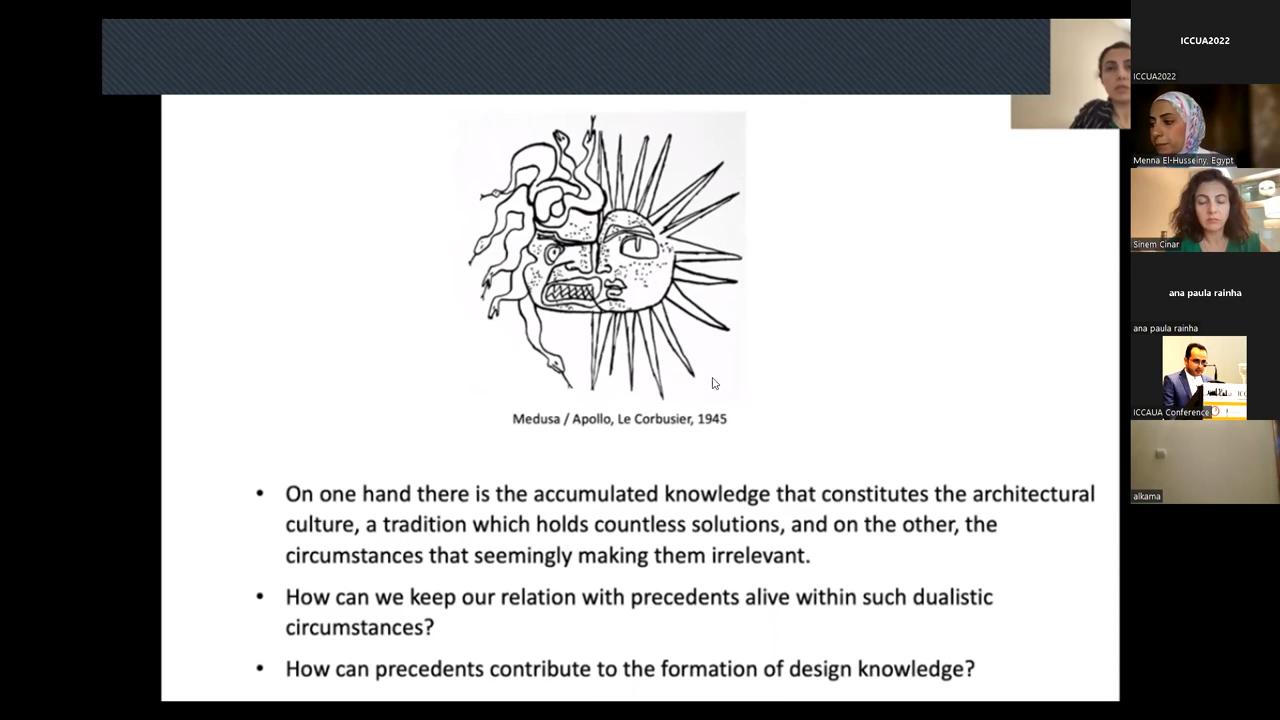 Medusa / Apollo, Le Corbusier, 1945
• On one hand there is the accumulated knowledge that constitutes the architectural
culture, a tradition which holds countless solutions, and on the other, the
circumstances that seemingly making them irrelevant.
• How can we keep our relation with precedents alive within such dualistic
circumstances?
• How can precedents contribute to the formation of design knowledge?
ICCUA2022
ICCUA2022
Menna El-Husseiny, Egypt
Sinem Cinar
ana paula rainha
ana paula rainha
ICCAUA Conference
alkama